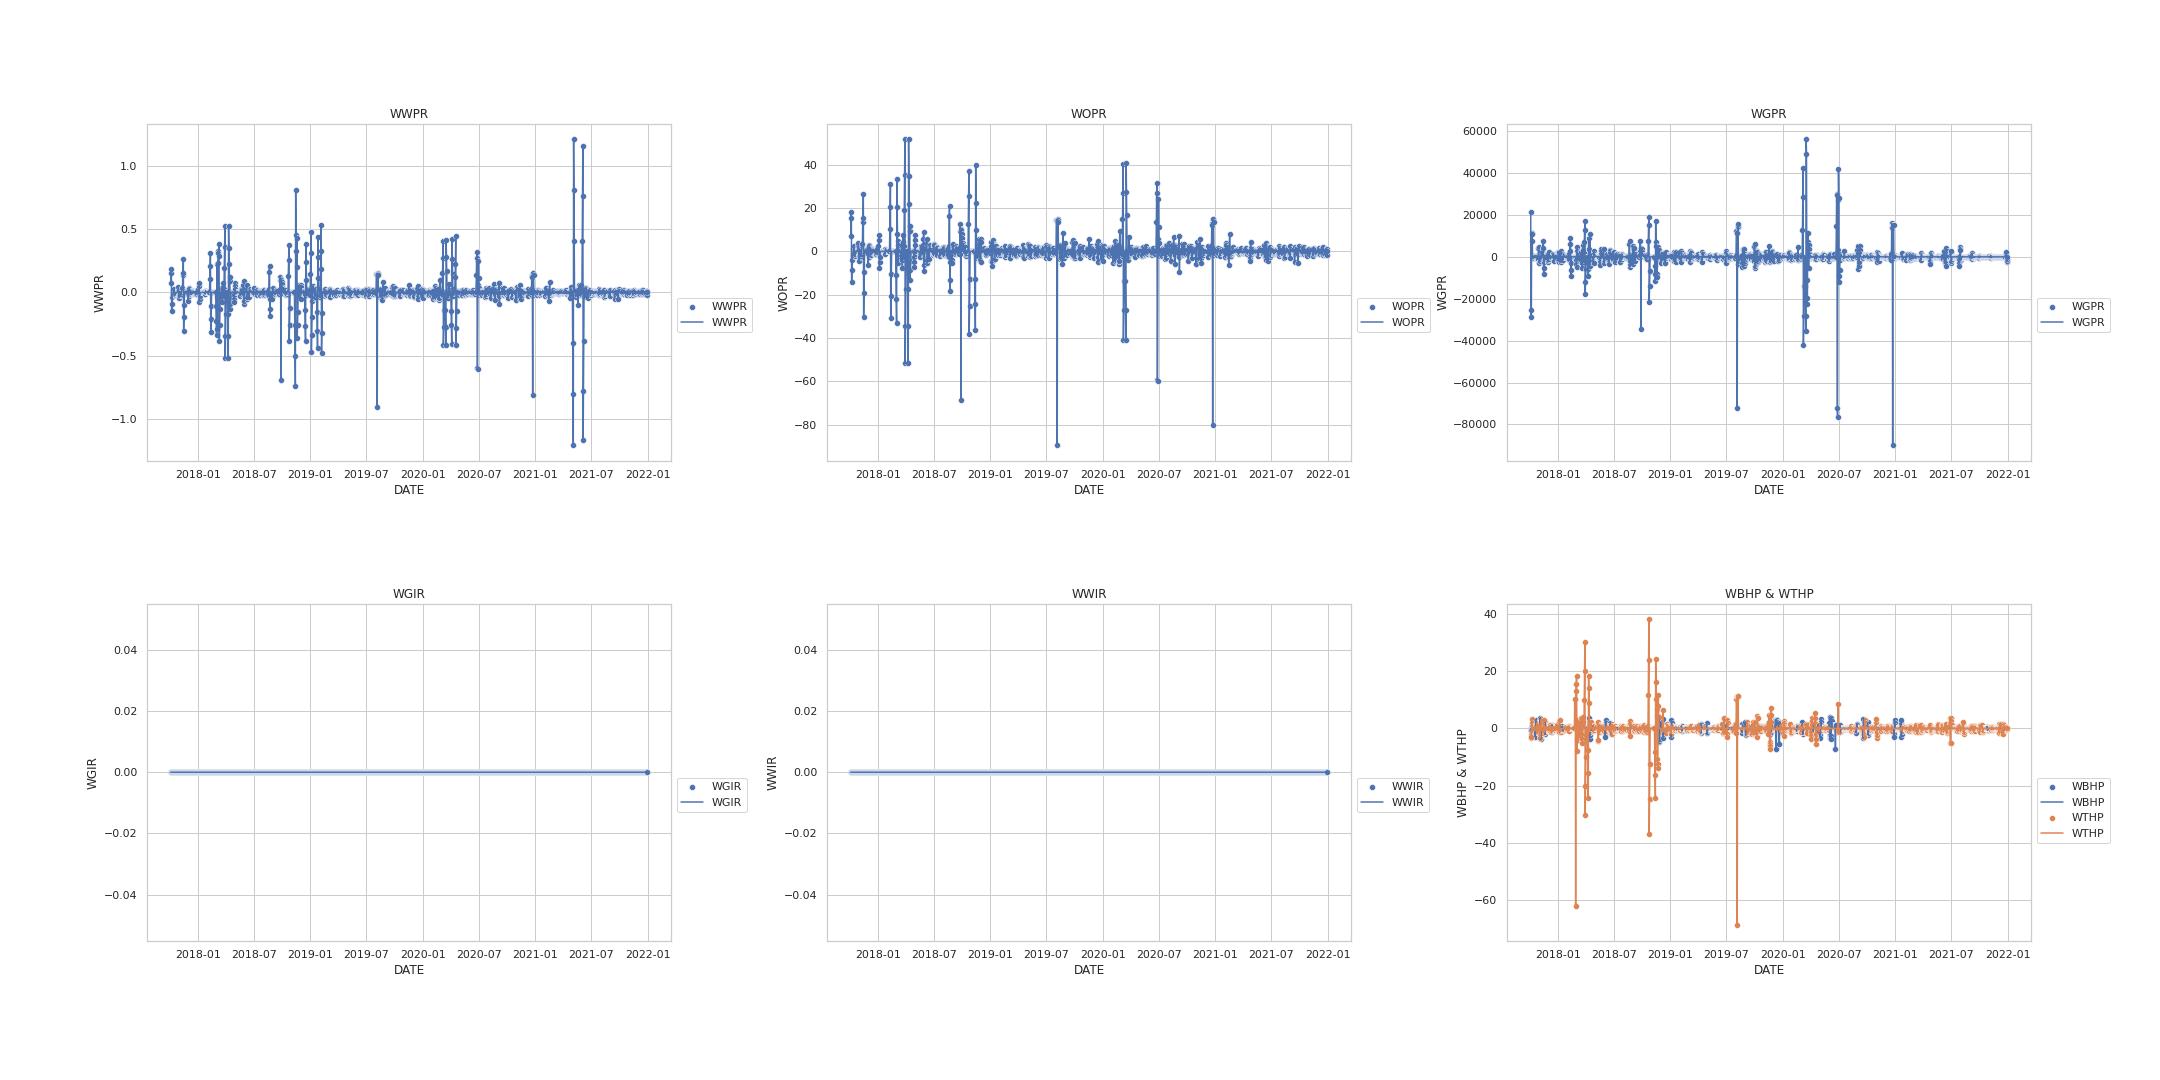 WWPR
WWPR
1.0
0.5
0.0
−0.5
−1.0
2018-01 2018-07 2019-01 2019-07 2020-01 2020-07 2021-01 2021-07 2022-01
DATE
WWPR
WWPR
WOPR
WOPR
40
20
0
−20
−40
−60
−80
2018-01 2018-07 2019-01 2019-07 2020-01 2020-07 2021-01 2021-07 2022-01
DATE
WOPR
WOPR
WGPR
WGPR
60000
40000
20000
0
−20000
−40000
−60000
−80000
2018-01 2018-07 2019-01 2019-07 2020-01 2020-07 2021-01 2021-07 2022-01
DATE
WGPR
WGPR
WGIR
WGIR
0.04
0.02
0.00
−0.02
−0.04
2018-01 2018-07 2019-01 2019-07 2020-01 2020-07 2021-01 2021-07 2022-01
DATE
WGIR
WGIR
WWIR
WWIR
0.04
0.02
0.00
−0.02
−0.04
2018-01 2018-07 2019-01 2019-07 2020-01 2020-07 2021-01 2021-07 2022-01
DATE
WWIR
WWIR
WBHP & WTHP
WBHP & WTHP
40
20
0
−20
−40
−60
2018-01 2018-07 2019-01 2019-07 2020-01 2020-07 2021-01 2021-07 2022-01
DATE
WBHP
WBHP
WTHP
WTHP